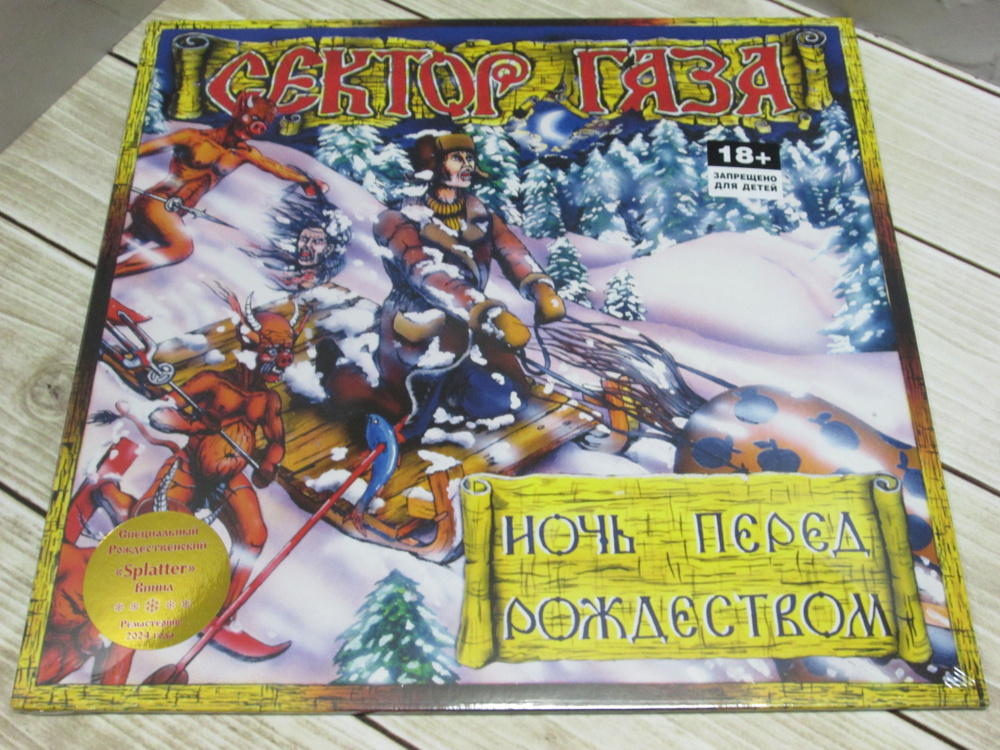 СЕКТОР ГАЗА
18+
ЗАПРЕЩЕНО
ДЛЯ ДЕТЕЙ
НОЧЬ ПЕРЕД
РОЖДЕСТВОМ
Специальный
Рождественский
«Splatter»
Винил
Ремастеринг
2024 года